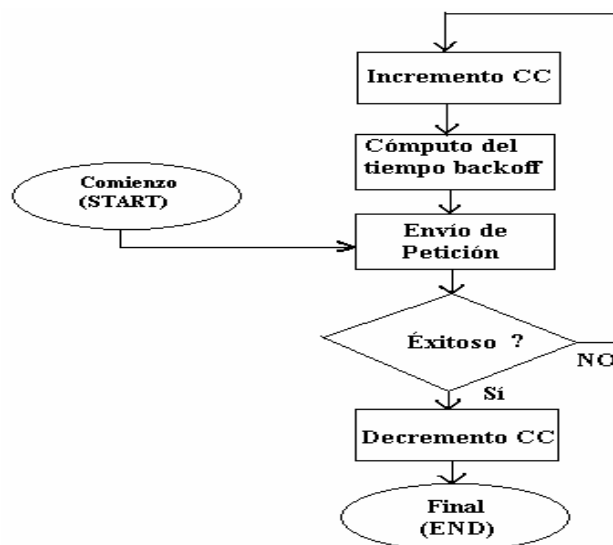 Incremento CC
Cómputo del
tiempo backoff
Comienzo
(START)
Envío de
Petición
Éxitoso ?
NO
Sí
Decremento CC
Final
(END)